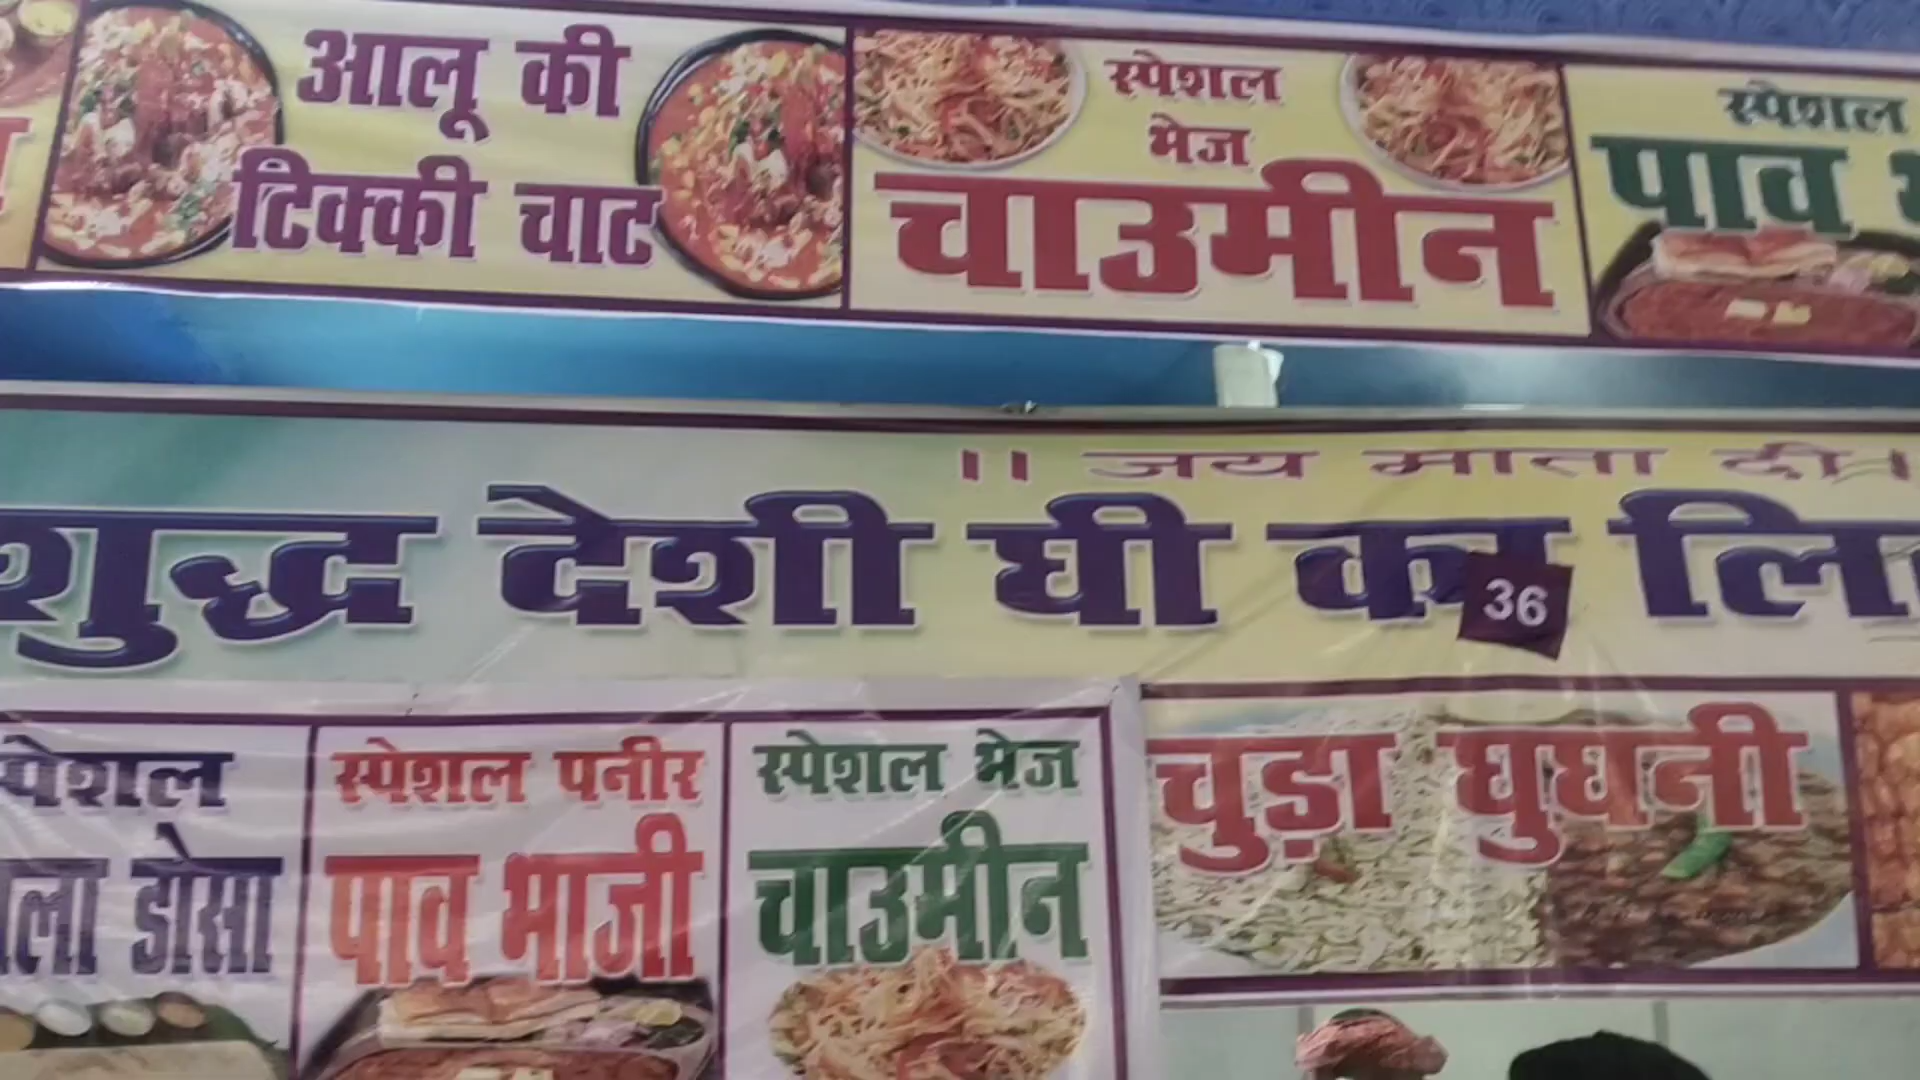 आलू की
टिक्की चाट
स्पेशल
भेज
चाउमीन
स्पेशल
पाव
।। जय माता दी
शुद्ध देशी घी का
36
स्पेशल
डोसा
स्पेशल पनीर
पाव भाजी
स्पेशल भेज
चाउमीन
चुड़ा घुघनी